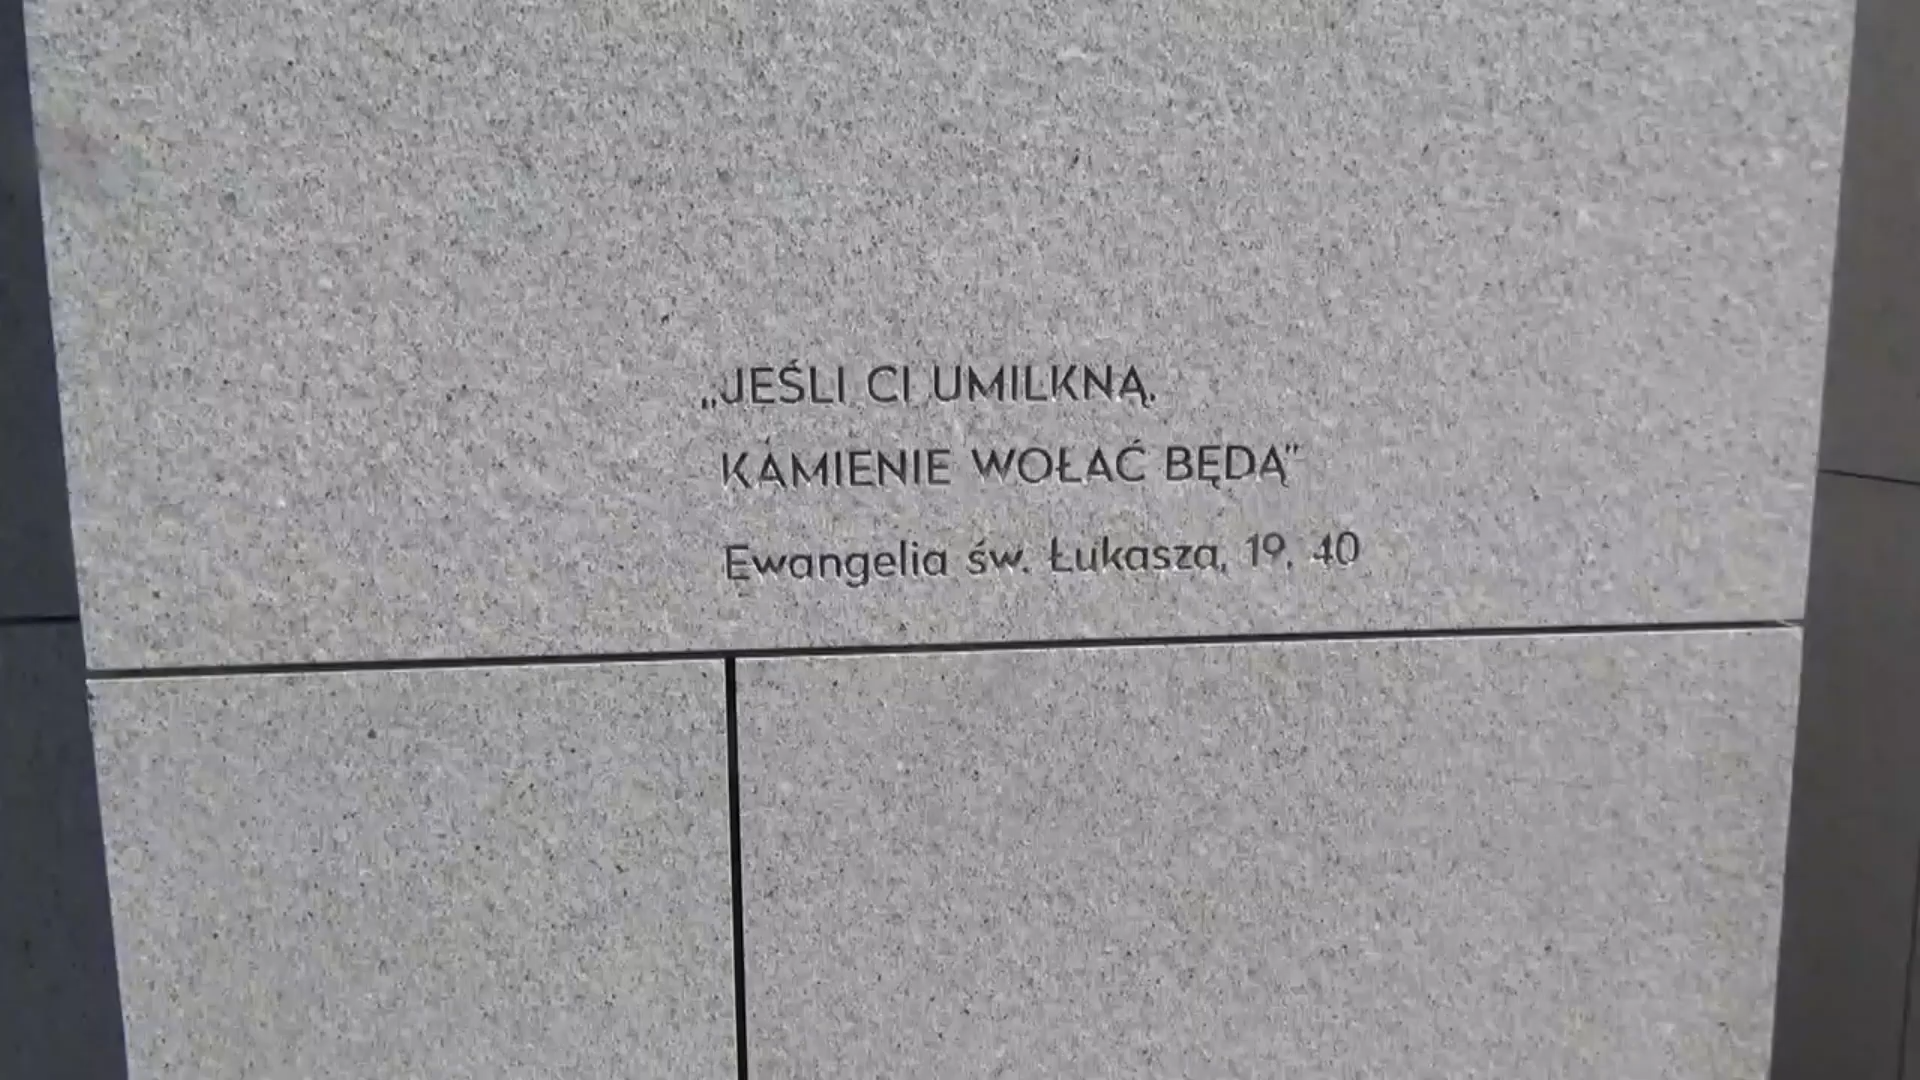 „JEŚLI CI UMILKNĄ,
KAMIENIE WOŁAĆ BĘDĄ”
Ewangelia św. Łukasza, 19, 40